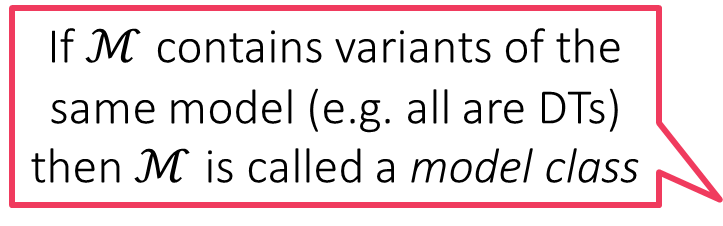 If ℳ contains variants of the
same model (e.g. all are DTs)
then ℳ is called a model class